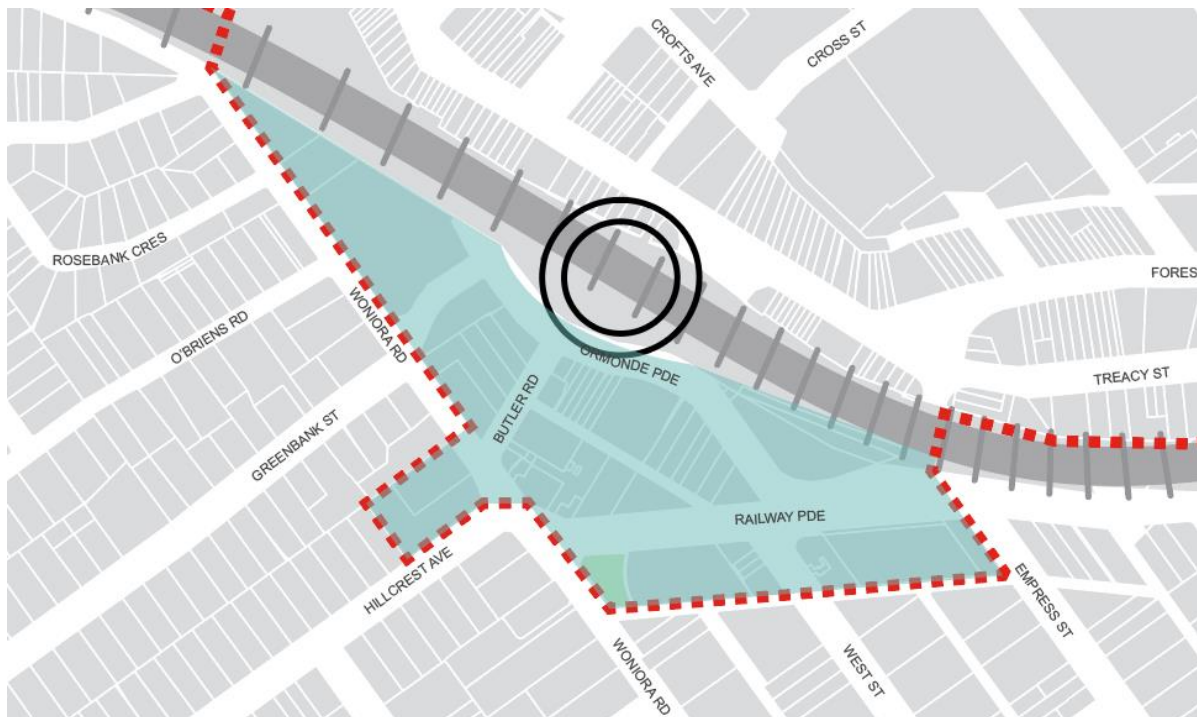 CROFTS AVE
CROSS ST
ROSEBANK CRES
FORES
O'BRIENS RD
WONIORA RD
ORMONDE PDE
TREACY ST
BUTLER RD
GREENBANK ST
RAILWAY PDE
HILLCREST AVE
EMPRESS ST
WONIORA RD
WEST ST